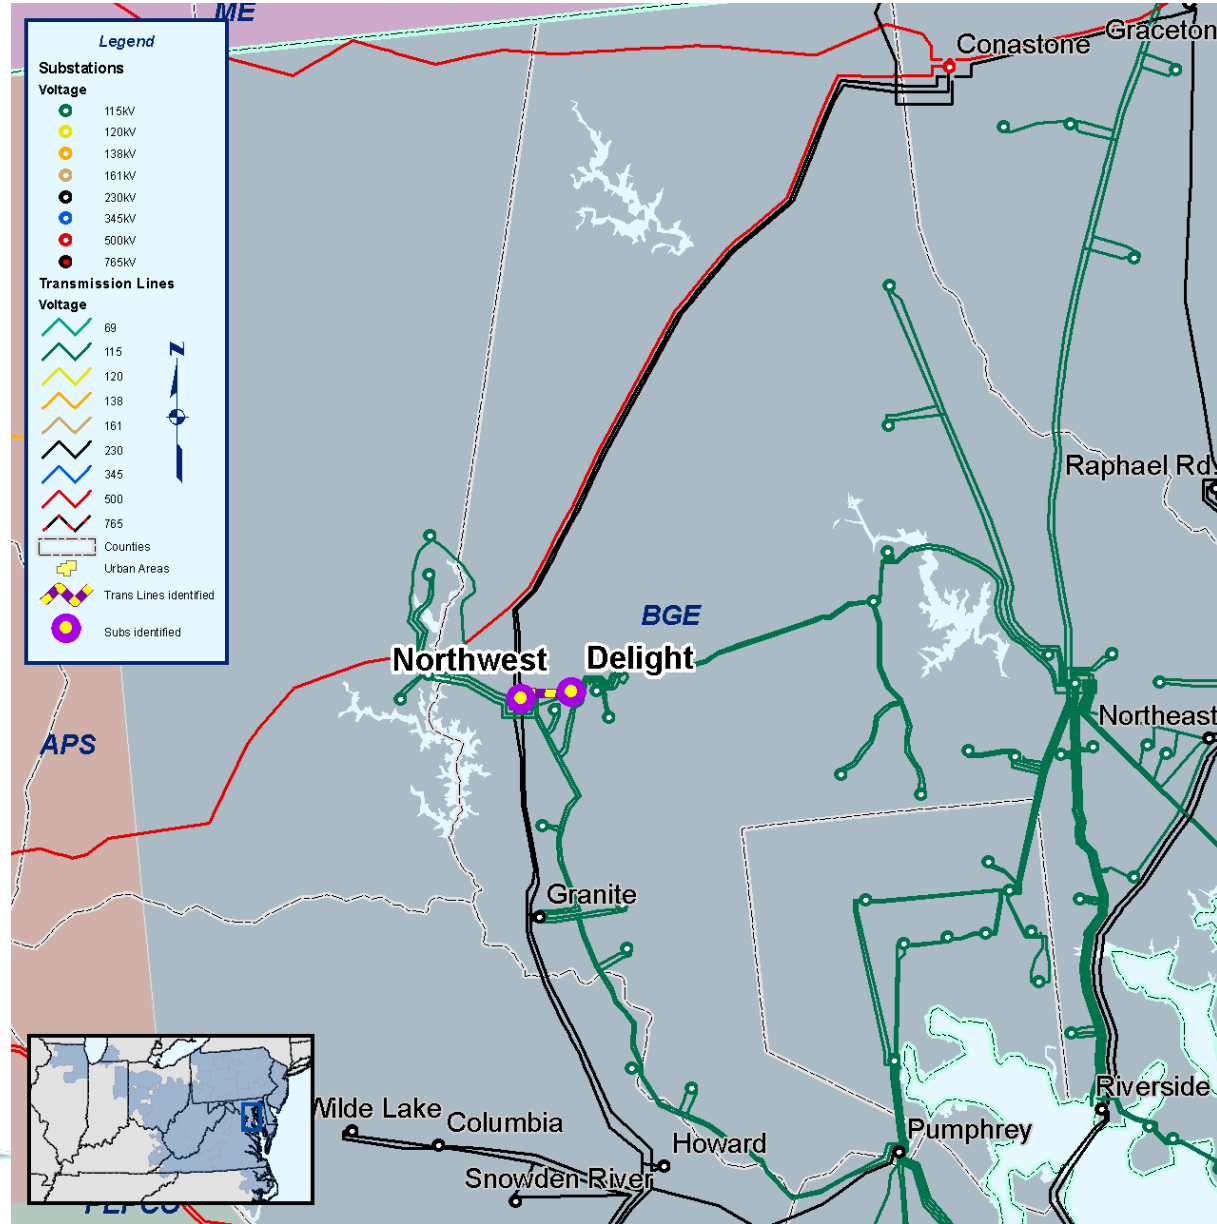 ME
Legend
Substations
Voltage
115kV
120kV
138kV
161kV
230kV
345kV
500kV
765kV
Transmission Lines
Voltage
69
115
120
138
161
230
345
500
765
Counties
Urban Areas
Trans Lines identified
Subs identified
N
Conastone
Graceton
Raphael Rd.
BGE
Northwest
Delight
APS
Northeast
Granite
Riverside
Wilde Lake
Columbia
Howard
Pumphrey
Snowden River
PEPCO